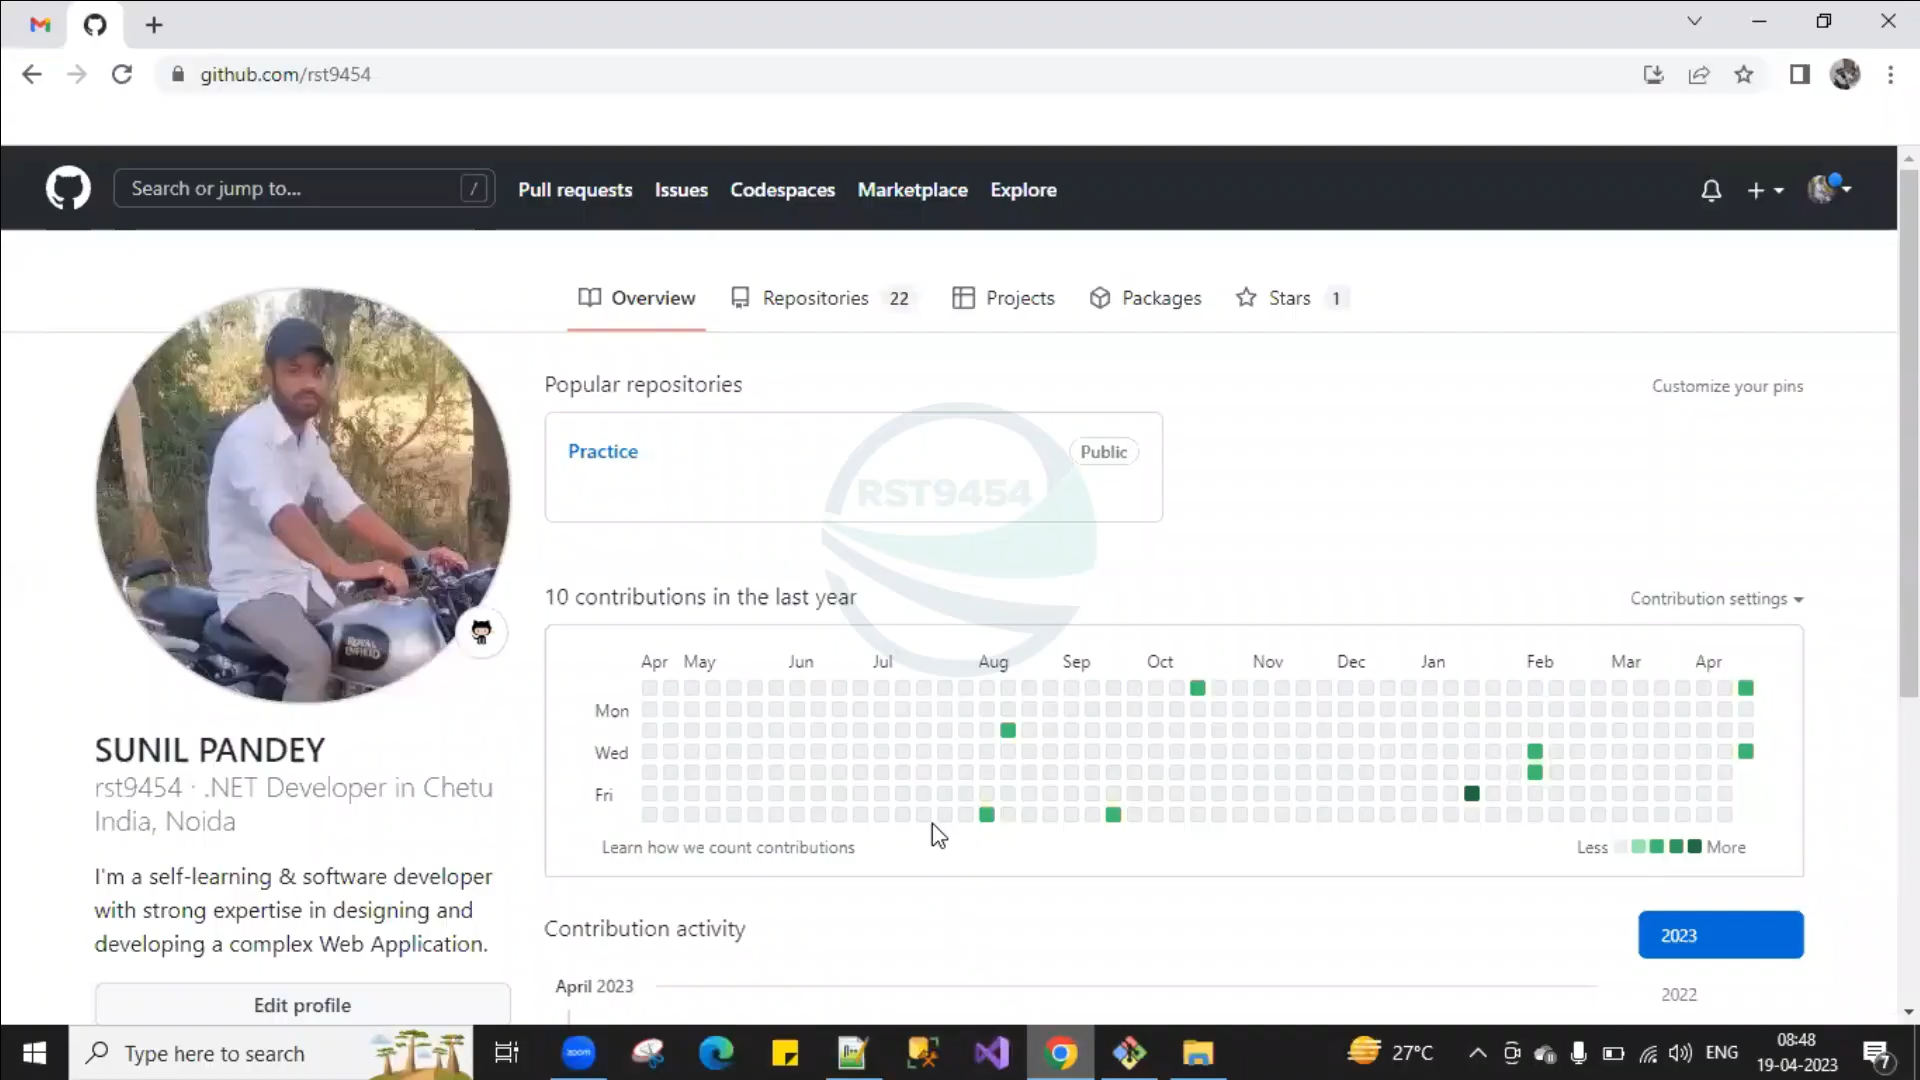 github.com/rst9454
Search or jump to...
/
Pull requests
Issues
Codespaces
Marketplace
Explore
Overview
Repositories 22
Projects
Packages
Stars 1
Popular repositories
Customize your pins
Practice
Public
RST9454
10 contributions in the last year
Contribution settings
Apr May Jun Jul Aug Sep Oct Nov Dec Jan Feb Mar Apr
Mon
Wed
Fri
Learn how we count contributions
Less
More
ROYAL
ENFIELD
SUNIL PANDEY
rst9454 · .NET Developer in Chetu
India, Noida
I'm a self-learning & software developer
with strong expertise in designing and
developing a complex Web Application.
Edit profile
Contribution activity
2023
April 2023
2022
Type here to search
zoom
27°C
ENG
08:48
19-04-2023
7